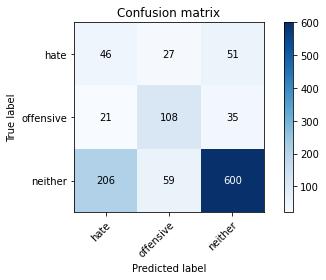 Confusion matrix
600
hate
46
27
51
500
400
offensive
21
108
35
300
200
neither
206
59
600
100
hate
offensive
neither
True label
Predicted label